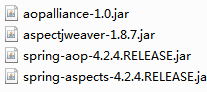 aopalliance-1.0.jar
aspectjweaver-1.8.7.jar
spring-aop-4.2.4.RELEASE.jar
spring-aspects-4.2.4.RELEASE.ja